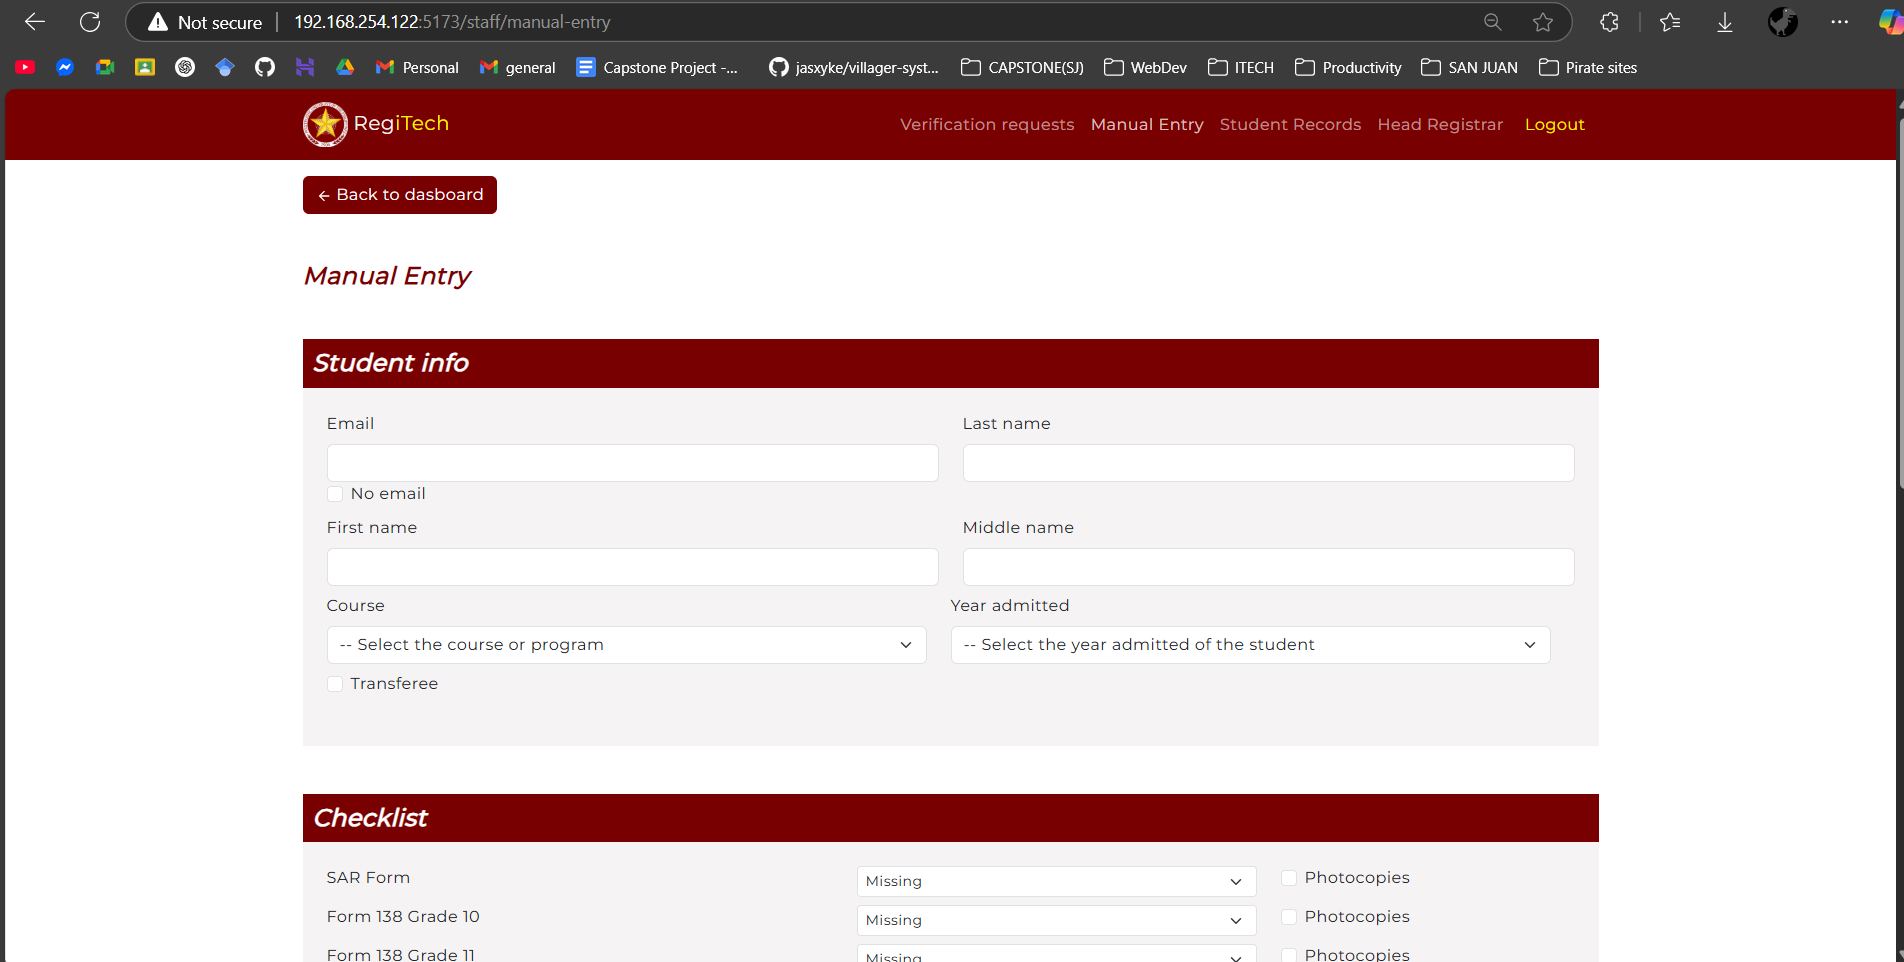 Not secure 192.168.254.122:5173/staff/manual-entry
Personal general Capstone Project -... jasxyke/villager-syst... CAPSTONE(SJ) WebDev ITECH Productivity SAN JUAN Pirate sites
RegiTech Verification requests Manual Entry Student Records Head Registrar Logout
← Back to dasboard
Manual Entry
Student info
Email Last name
No email
First name Middle name
Course Year admitted
-- Select the course or program -- Select the year admitted of the student
Transferee
Checklist
SAR Form Missing Photocopies
Form 138 Grade 10 Missing Photocopies
Form 138 Grade 11 Missing Photocopies